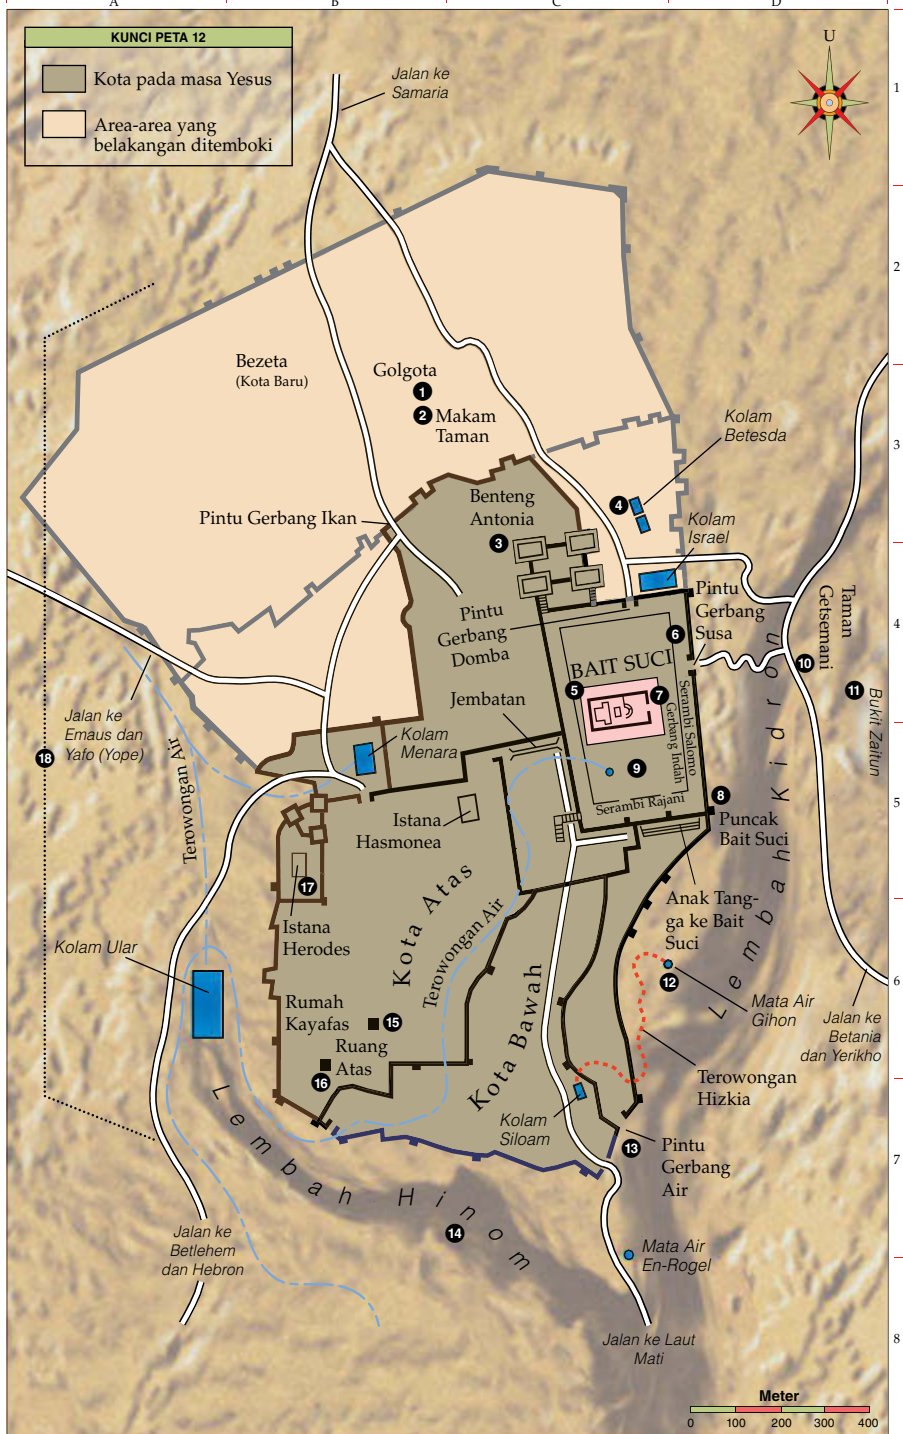 A
B
C
D
KUNCI PETA 12
Kota pada masa Yesus
Area-area yang
belakangan ditemboki
U
1
2
3
4
5
6
7
8
Jalan ke
Samaria
Bezeta
(Kota Baru)
Golgota
1
2
Makam
Taman
Kolam
Betesda
Benteng
Antonia
3
4
Kolam
Israel
Pintu Gerbang Ikan
Pintu
Gerbang
Susa
Pintu
Gerbang
Domba
Taman
Getsemani
6
10
BAIT SUCI
5
7
Serambi Salomo
Gerbang Indah
11
Bukit Zaitun
Jembatan
Jalan ke
Emaus dan
Yafo (Yope)
Kolam
Menara
18
Terowongan Air
9
Serambi Rajani
8
Puncak
Bait Suci
Istana
Hasmonea
Lembah Kidron
17
Istana
Herodes
Kota Atas
Terowongan Air
Anak Tang-
ga ke Bait
Suci
Kolam Ular
Kota Bawah
12
Mata Air
Gihon
Jalan ke
Betania
dan Yerikho
Rumah
Kayafas
15
Ruang
Atas
16
Terowongan
Hizkia
Kolam
Siloam
13
Pintu
Gerbang
Air
Lembah Hinom
14
Jalan ke
Betlehem
dan Hebron
Mata Air
En-Rogel
Jalan ke Laut
Mati
Meter
0 100 200 300 400